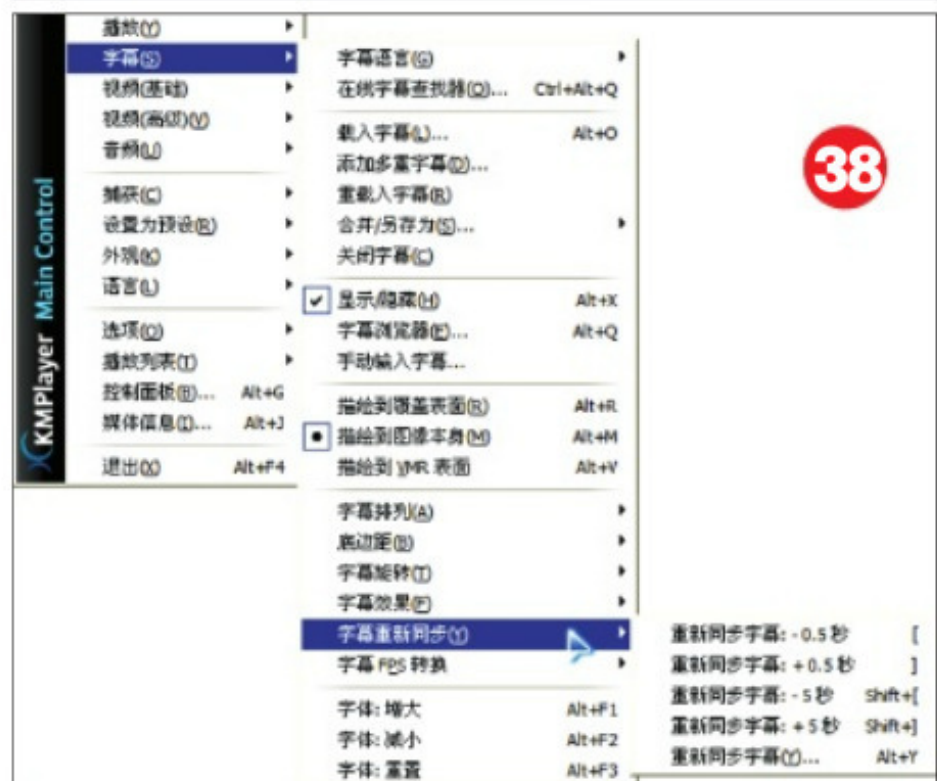 KMPlayer Main Control
播放(Y)
字幕(S)
视频(基础)
视频(高级)(V)
音频(U)
捕获(C)
设置为预设(R)
外观(K)
语言(L)
选项(O)
播放列表(T)
控制面板(B)... Alt+G
媒体信息(I)... Alt+J
退出(X) Alt+F4
字幕语言(G)
在线字幕查找器(O)... Ctrl+Alt+Q
载入字幕(L)... Alt+O
添加多重字幕(D)...
重载入字幕(R)
合并/另存为(S)...
关闭字幕(C)
显示/隐藏(H) Alt+X
字幕浏览器(E)... Alt+Q
手动输入字幕...
描绘到覆盖表面(R) Alt+R
描绘到图像本身(M) Alt+M
描绘到 VMR 表面 Alt+V
字幕排列(A)
底边距(B)
字幕旋转(T)
字幕效果(F)
字幕重新同步(Y)
字幕 FPS 转换
字体: 增大 Alt+F1
字体: 减小 Alt+F2
字体: 重置 Alt+F3
重新同步字幕: - 0.5 秒 [
重新同步字幕: + 0.5 秒 ]
重新同步字幕: - 5 秒 Shift+[
重新同步字幕: + 5 秒 Shift+]
重新同步字幕(Y)... Alt+Y
38